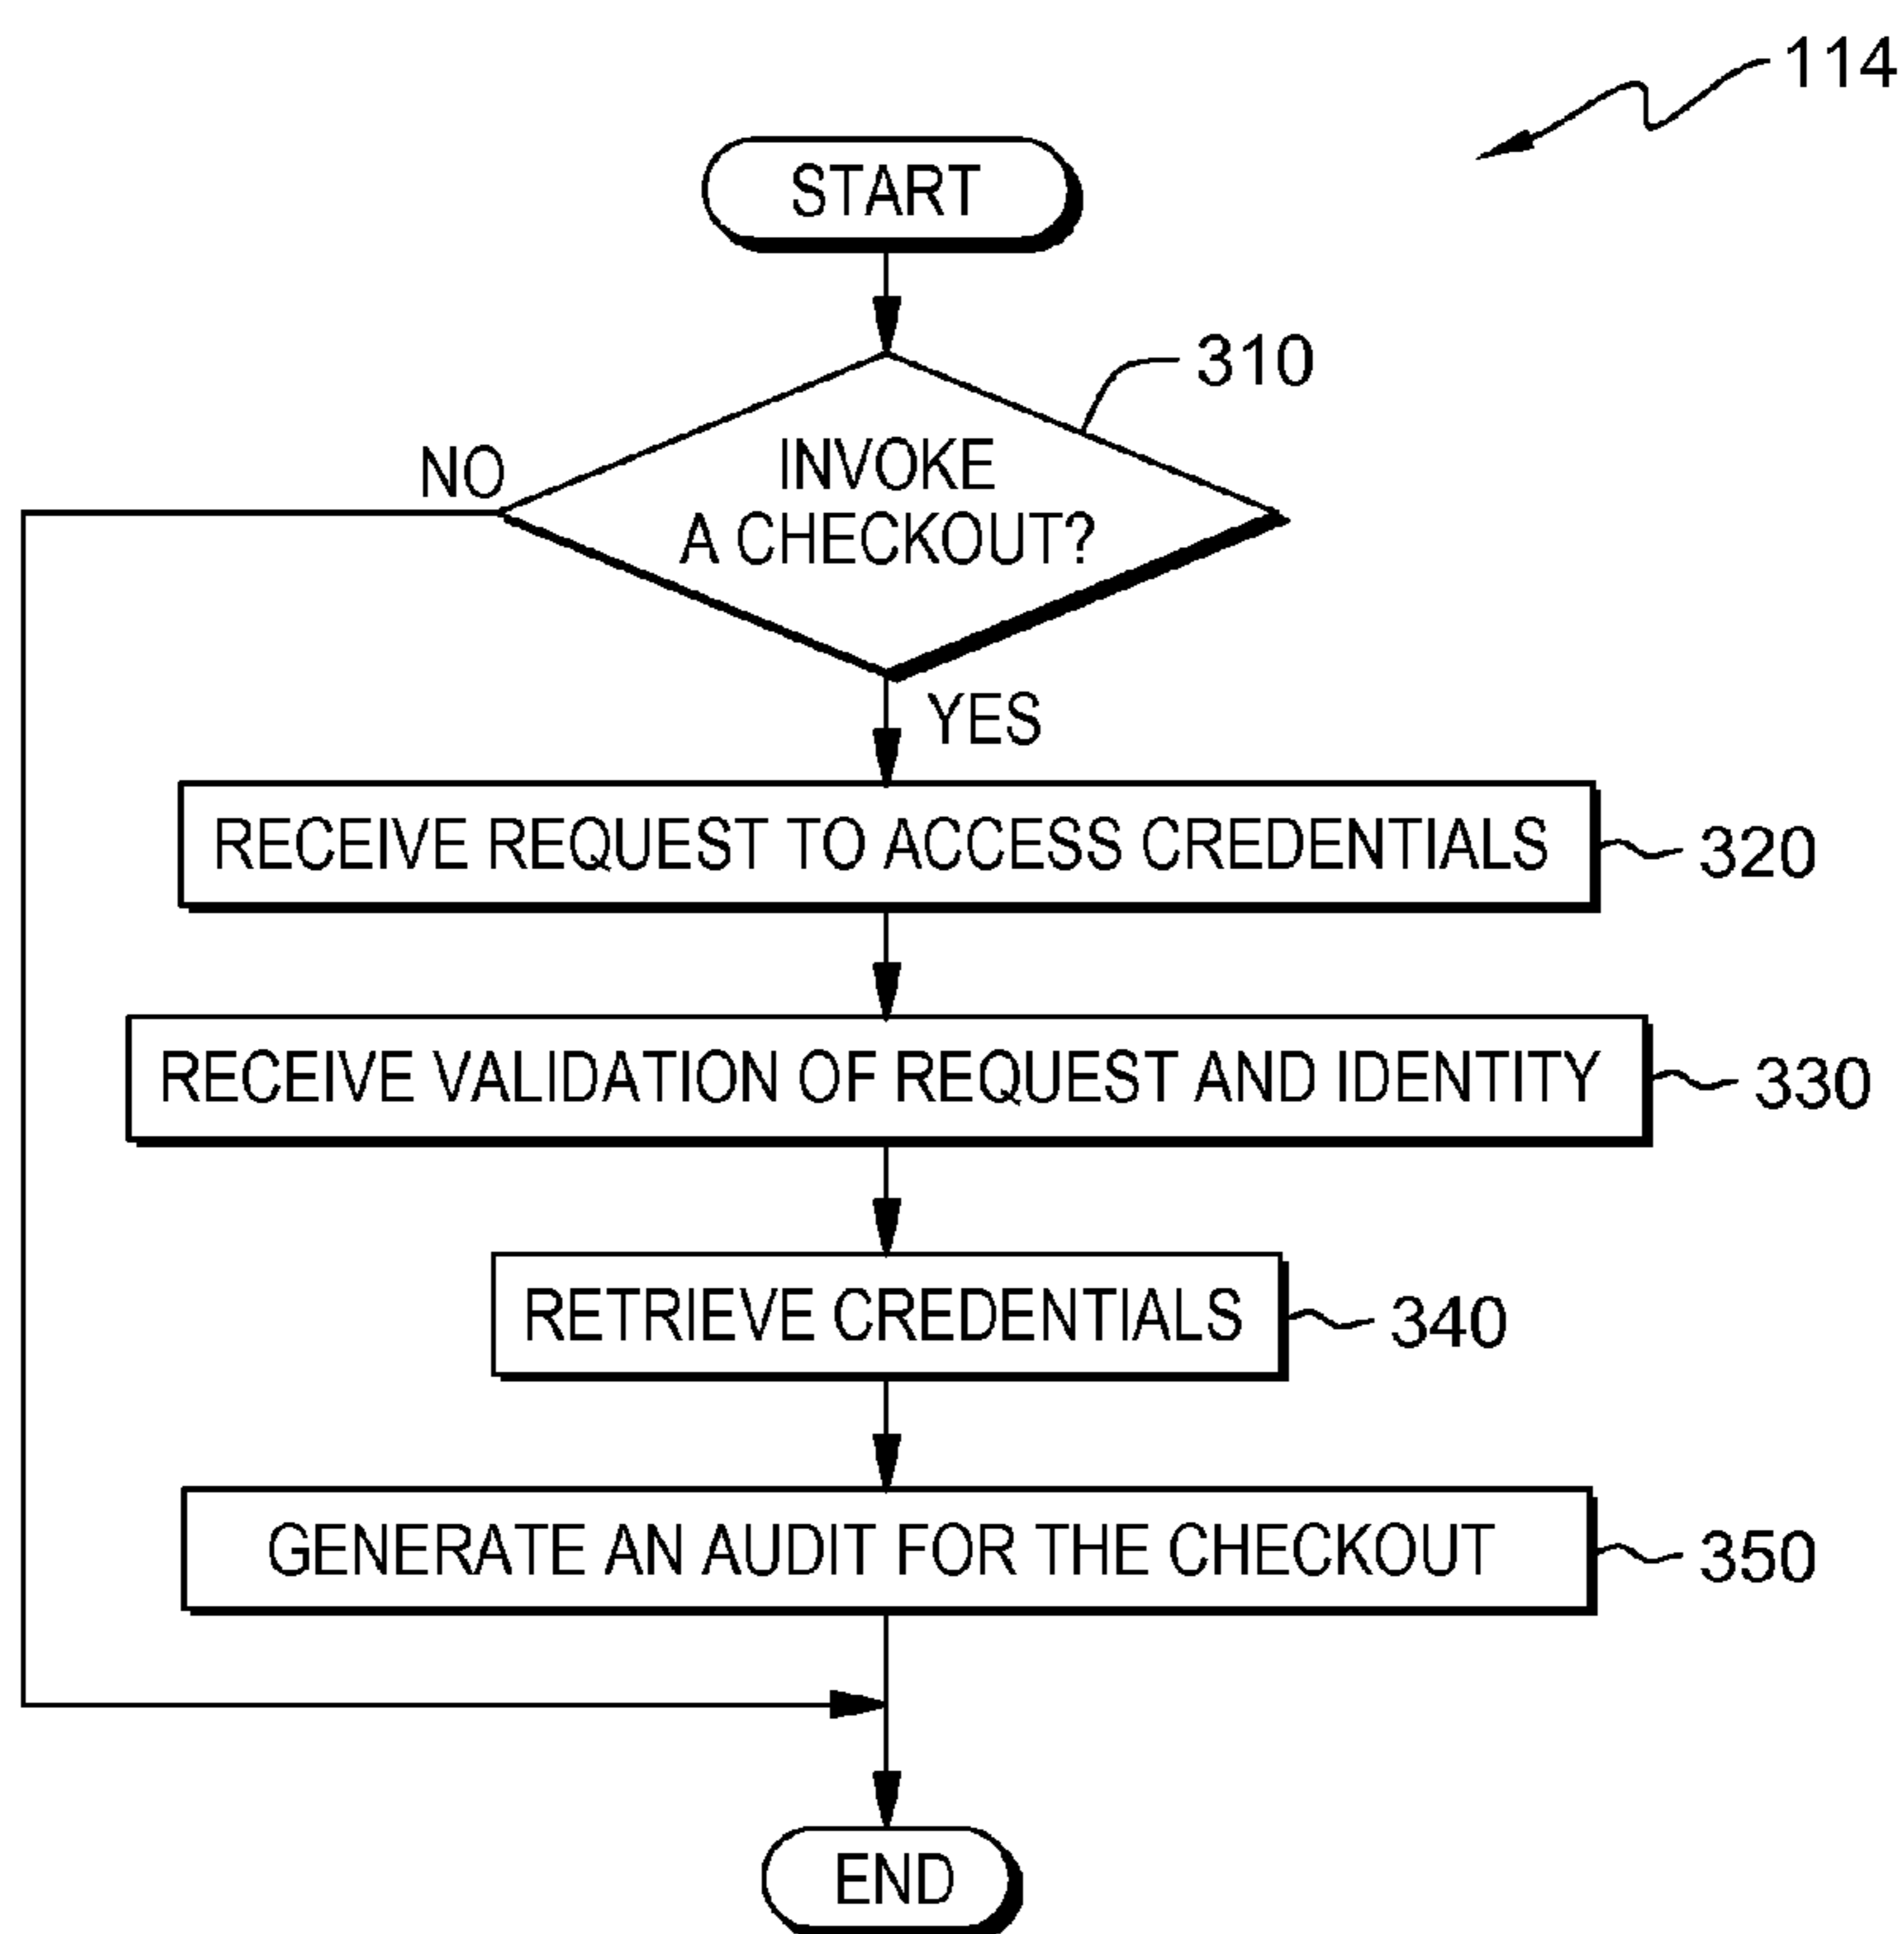 114
START
310
NO
INVOKE
A CHECKOUT?
YES
RECEIVE REQUEST TO ACCESS CREDENTIALS
320
RECEIVE VALIDATION OF REQUEST AND IDENTITY
330
RETRIEVE CREDENTIALS
340
GENERATE AN AUDIT FOR THE CHECKOUT
350
END